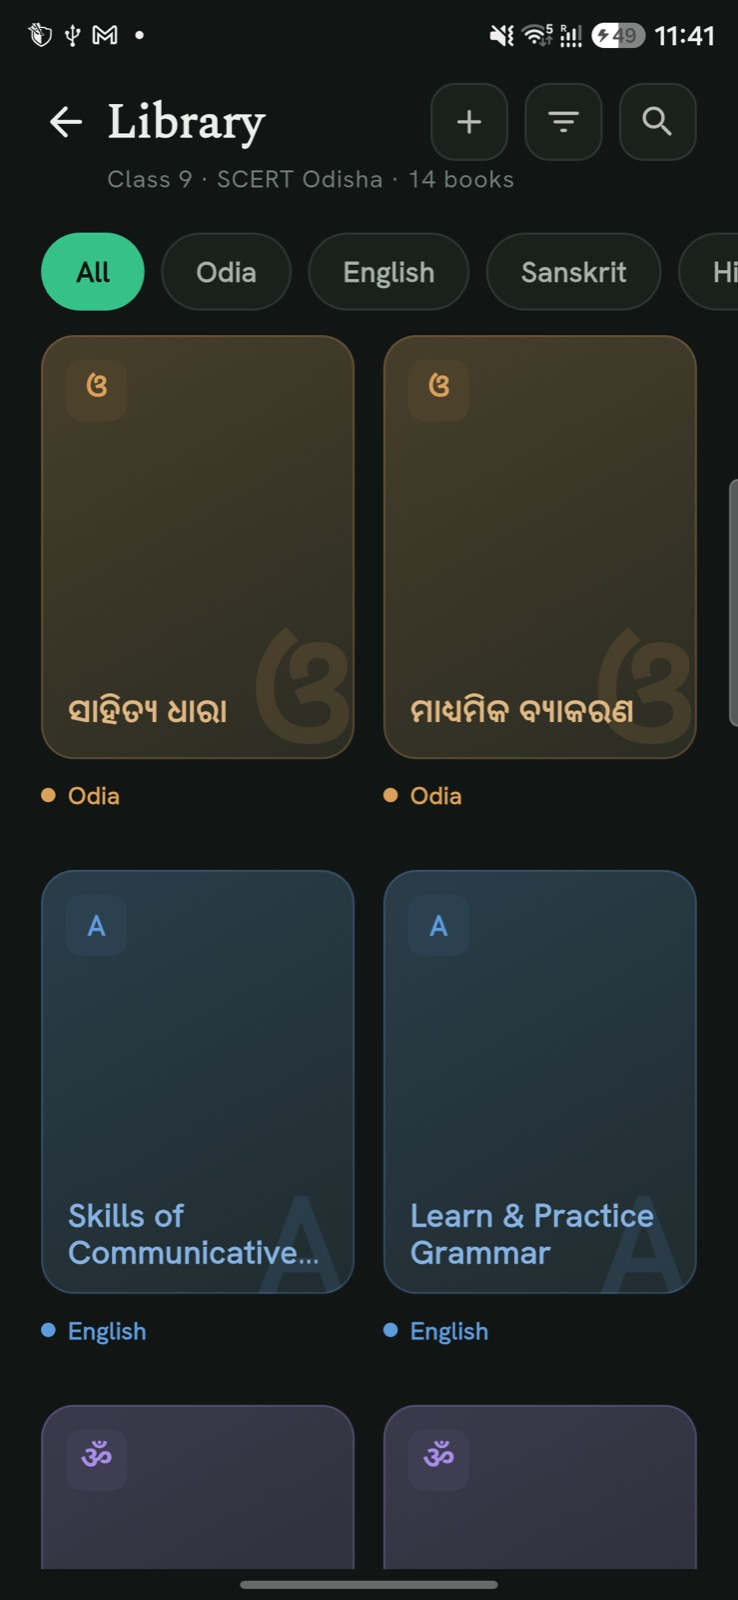 49 11:41
Library
Class 9 · SCERT Odisha · 14 books
All Odia English Sanskrit Hi
ଓ ଓ
ସାହିତ୍ୟ ଧାରା
ମାଧ୍ୟମିକ ବ୍ୟାକରଣ
Odia Odia
A A
Skills of
Communicative...
Learn & Practice
Grammar
English English
ॐ ॐ